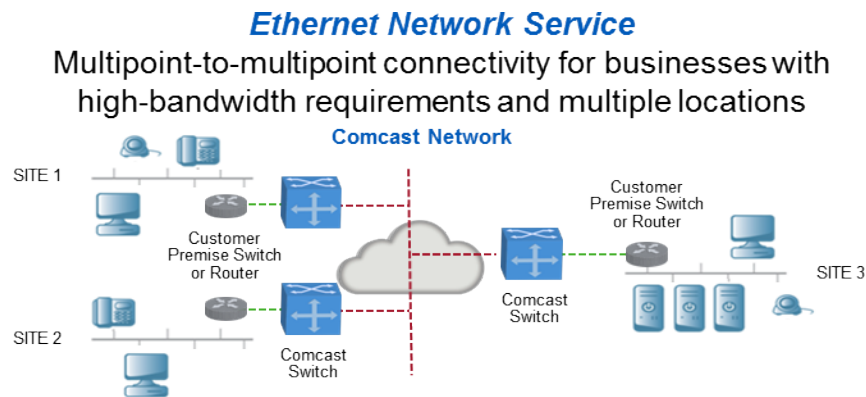 Ethernet Network Service
Multipoint-to-multipoint connectivity for businesses with
high-bandwidth requirements and multiple locations
Comcast Network
SITE 1
Customer
Premise Switch
or Router
Customer
Premise Switch
or Router
SITE 3
Comcast
Switch
SITE 2
Comcast
Switch